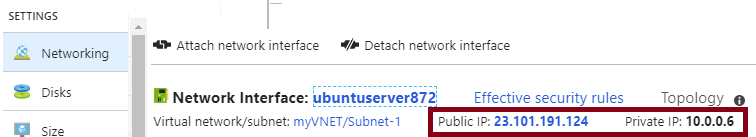 SETTINGS
Networking
Disks
Size
Attach network interface Detach network interface
Network Interface: ubuntuserver872 Effective security rules Topology
Virtual network/subnet: myVNET/Subnet-1 Public IP: 23.101.191.124 Private IP: 10.0.0.6